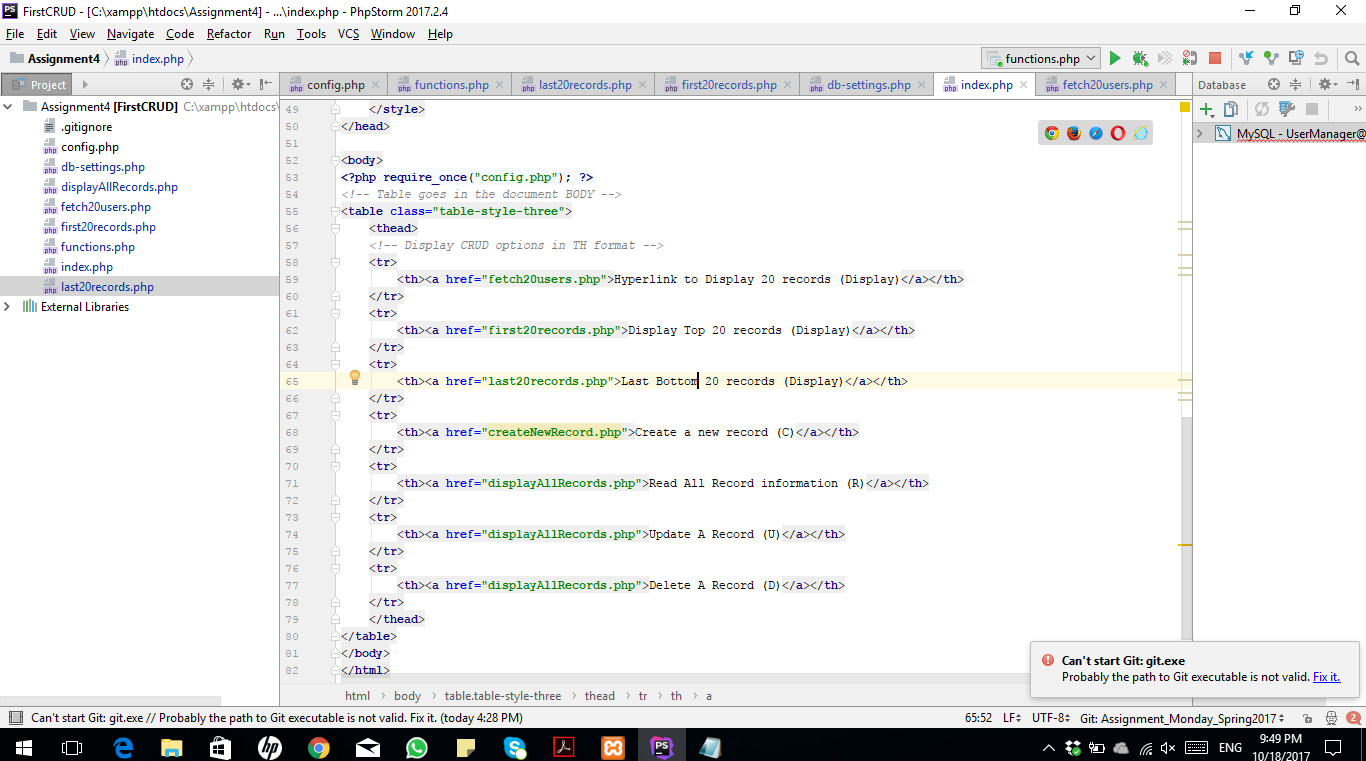 FirstCRUD - [C:\xampp\htdocs\Assignment4] - ...\index.php - PhpStorm 2017.2.4
File Edit View Navigate Code Refactor Run Tools VCS Window Help
Assignment4 index.php functions.php
Project config.php functions.php last20records.php first20records.php db-settings.php index.php fetch20users.php Database
Assignment4 [FirstCRUD] C:\xampp\htdocs\
.gitignore
config.php
db-settings.php
displayAllRecords.php
fetch20users.php
first20records.php
functions.php
index.php
last20records.php
External Libraries
49 </style>
50 </head>
51
52 <body>
53 <?php require_once("config.php"); ?>
54 <!-- Table goes in the document BODY -->
55 <table class="table-style-three">
56 <thead>
57 <!-- Display CRUD options in TH format -->
58 <tr>
59 <th><a href="fetch20users.php">Hyperlink to Display 20 records (Display)</a></th>
60 </tr>
61 <tr>
62 <th><a href="first20records.php">Display Top 20 records (Display)</a></th>
63 </tr>
64 <tr>
65 <th><a href="last20records.php">Last Bottom 20 records (Display)</a></th>
66 </tr>
67 <tr>
68 <th><a href="createNewRecord.php">Create a new record (C)</a></th>
69 </tr>
70 <tr>
71 <th><a href="displayAllRecords.php">Read All Record information (R)</a></th>
72 </tr>
73 <tr>
74 <th><a href="displayAllRecords.php">Update A Record (U)</a></th>
75 </tr>
76 <tr>
77 <th><a href="displayAllRecords.php">Delete A Record (D)</a></th>
78 </tr>
79 </thead>
80 </table>
81 </body>
82 </html>
MySQL - UserManager@
Can't start Git: git.exe
Probably the path to Git executable is not valid. Fix it.
html body table.table-style-three thead tr th a
Can't start Git: git.exe // Probably the path to Git executable is not valid. Fix it. (today 4:28 PM) 65:52 LF UTF-8 Git: Assignment_Monday_Spring2017 2
ENG
9:49 PM
10/18/2017